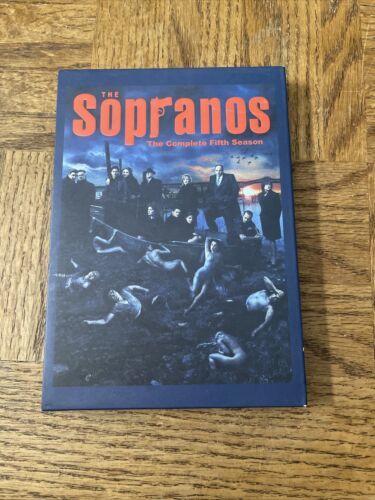 THE
Sopranos
The Complete Fifth Season